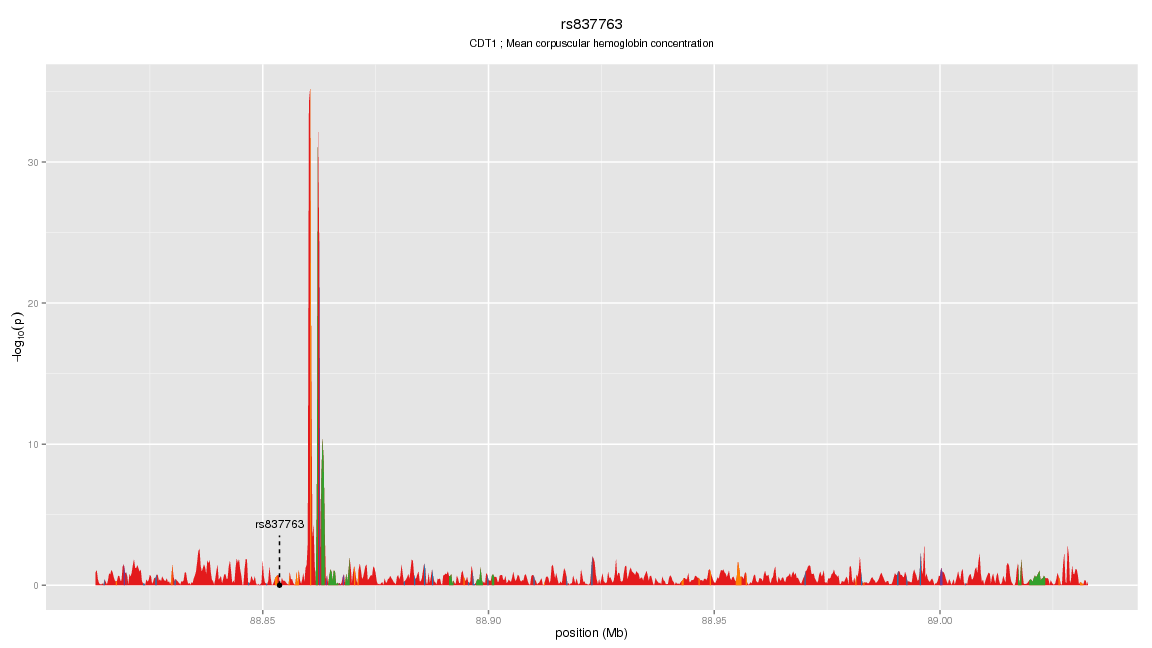 rs837763
CDT1 ; Mean corpuscular hemoglobin concentration
30
20
10
0
−log10(p)
rs837763
88.85
88.90
88.95
89.00
position (Mb)